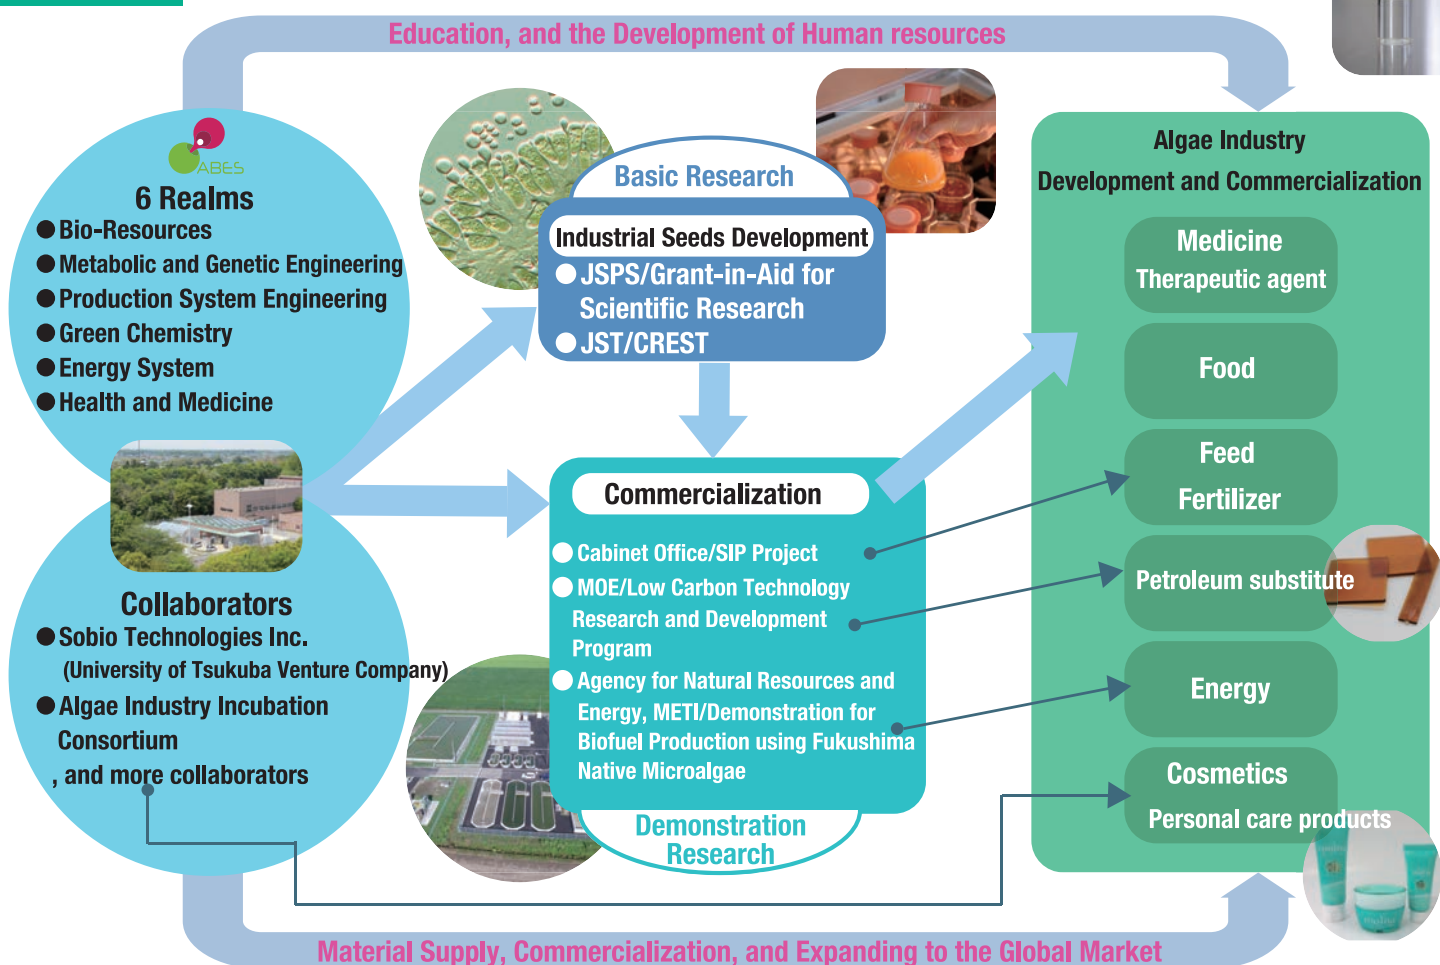 Education, and the Development of Human resources
ABES
6 Realms
●Bio-Resources
●Metabolic and Genetic Engineering
●Production System Engineering
●Green Chemistry
●Energy System
●Health and Medicine
Collaborators
●Sobio Technologies Inc.
(University of Tsukuba Venture Company)
●Algae Industry Incubation
Consortium
, and more collaborators
Basic Research
Industrial Seeds Development
●JSPS/Grant-in-Aid for
Scientific Research
●JST/CREST
Commercialization
●Cabinet Office/SIP Project
●MOE/Low Carbon Technology
Research and Development
Program
●Agency for Natural Resources and
Energy, METI/Demonstration for
Biofuel Production using Fukushima
Native Microalgae
Demonstration
Research
Algae Industry
Development and Commercialization
Medicine
Therapeutic agent
Food
Feed
Fertilizer
Petroleum substitute
Energy
Cosmetics
Personal care products
Material Supply, Commercialization, and Expanding to the Global Market